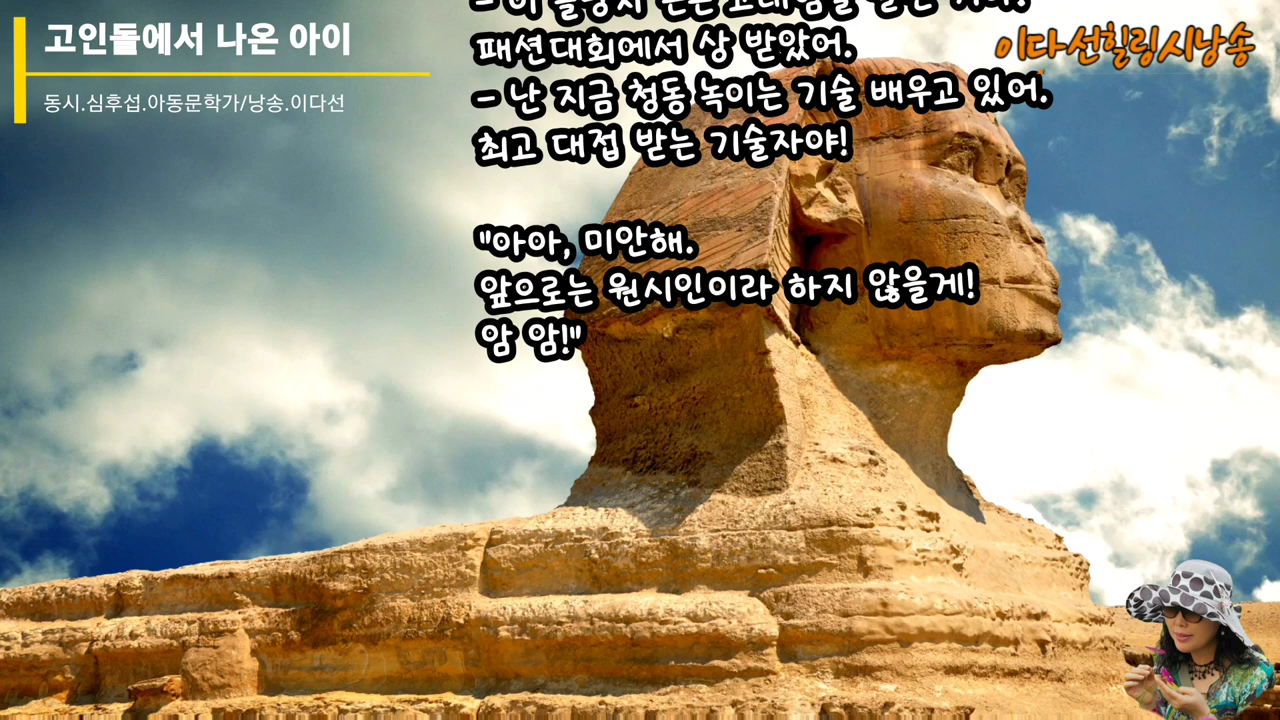 고인돌에서 나온 아이
동시.심후섭.아동문학가/낭송.이다선
이다선힐링시낭송
패션대회에서 상 받았어.
- 난 지금 청동 녹이는 기술 배우고 있어.
최고 대접 받는 기술자야!
"아아, 미안해.
앞으로는 원시인이라 하지 않을게!
암 암!"